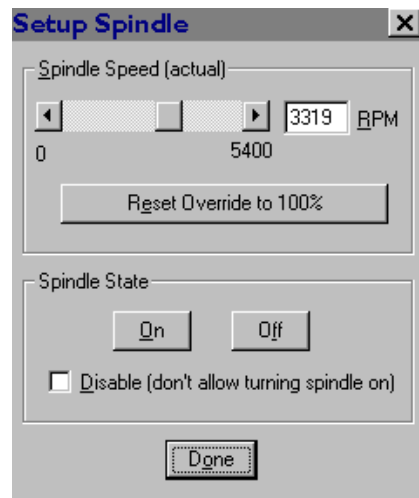 Setup Spindle
Spindle Speed (actual)
3319 RPM
0 5400
Reset Override to 100%
Spindle State
On Off
Disable (don't allow turning spindle on)
Done